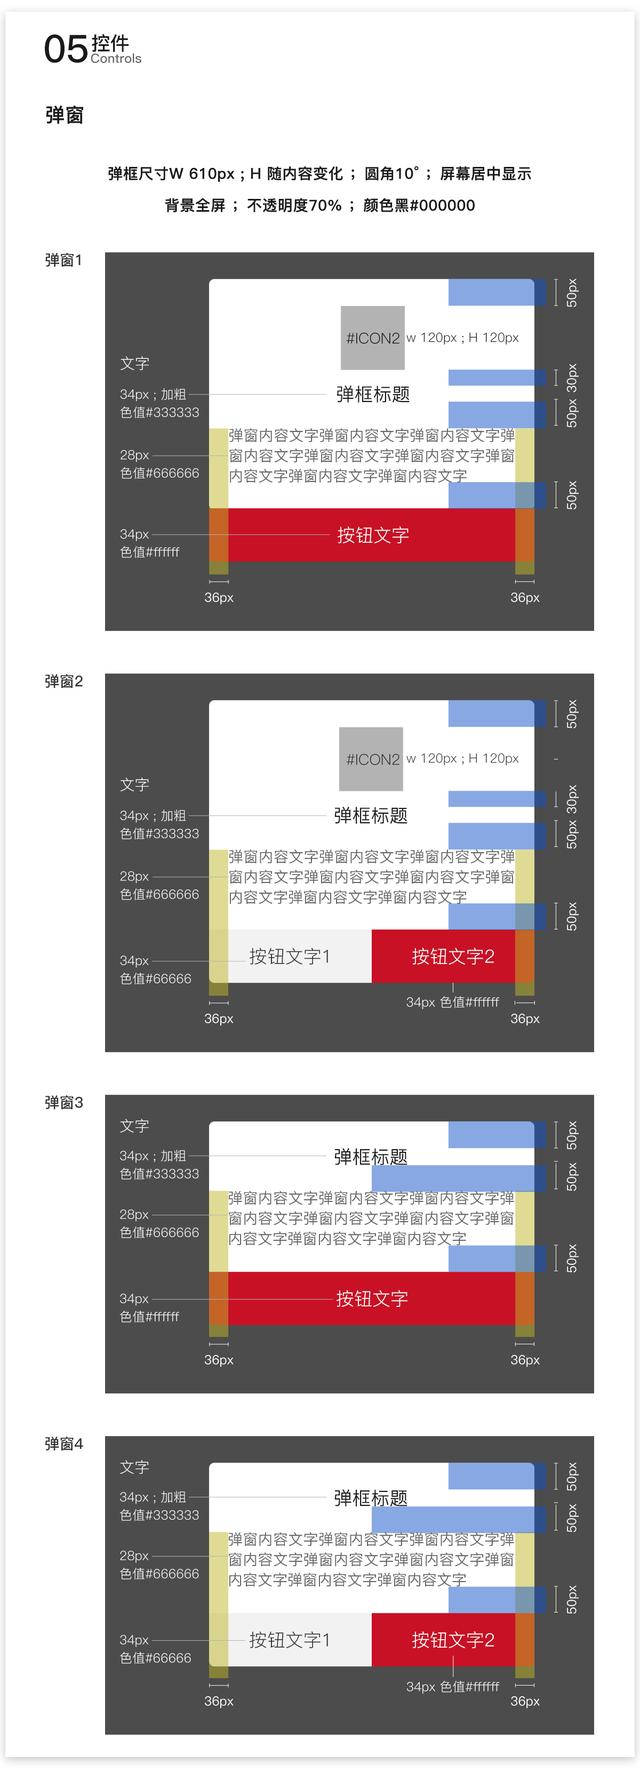 05 控件
Controls
弹窗
弹框尺寸W 610px ; H 随内容变化 ; 圆角10° ; 屏幕居中显示
背景全屏 ; 不透明度70% ; 颜色黑#000000
弹窗1
50px
#ICON2
w 120px ; H 120px
文字
30px
34px ; 加粗
弹框标题
色值#333333
50px
弹窗内容文字弹窗内容文字弹窗内容文字弹
28px
窗内容文字弹窗内容文字弹窗内容文字弹窗
色值#666666
内容文字弹窗内容文字弹窗内容文字
50px
34px
按钮文字
色值#ffffff
36px
36px
弹窗2
50px
#ICON2
w 120px ; H 120px
文字
30px
34px ; 加粗
弹框标题
色值#333333
50px
弹窗内容文字弹窗内容文字弹窗内容文字弹
28px
窗内容文字弹窗内容文字弹窗内容文字弹窗
色值#666666
内容文字弹窗内容文字弹窗内容文字
50px
34px
按钮文字1
按钮文字2
色值#66666
34px 色值#ffffff
36px
36px
弹窗3
文字
50px
34px ; 加粗
弹框标题
色值#333333
50px
弹窗内容文字弹窗内容文字弹窗内容文字弹
28px
窗内容文字弹窗内容文字弹窗内容文字弹窗
色值#666666
内容文字弹窗内容文字弹窗内容文字
50px
34px
按钮文字
色值#ffffff
36px
36px
弹窗4
文字
50px
34px ; 加粗
弹框标题
色值#333333
50px
弹窗内容文字弹窗内容文字弹窗内容文字弹
28px
窗内容文字弹窗内容文字弹窗内容文字弹窗
色值#666666
内容文字弹窗内容文字弹窗内容文字
50px
34px
按钮文字1
按钮文字2
色值#66666
34px 色值#ffffff
36px
36px